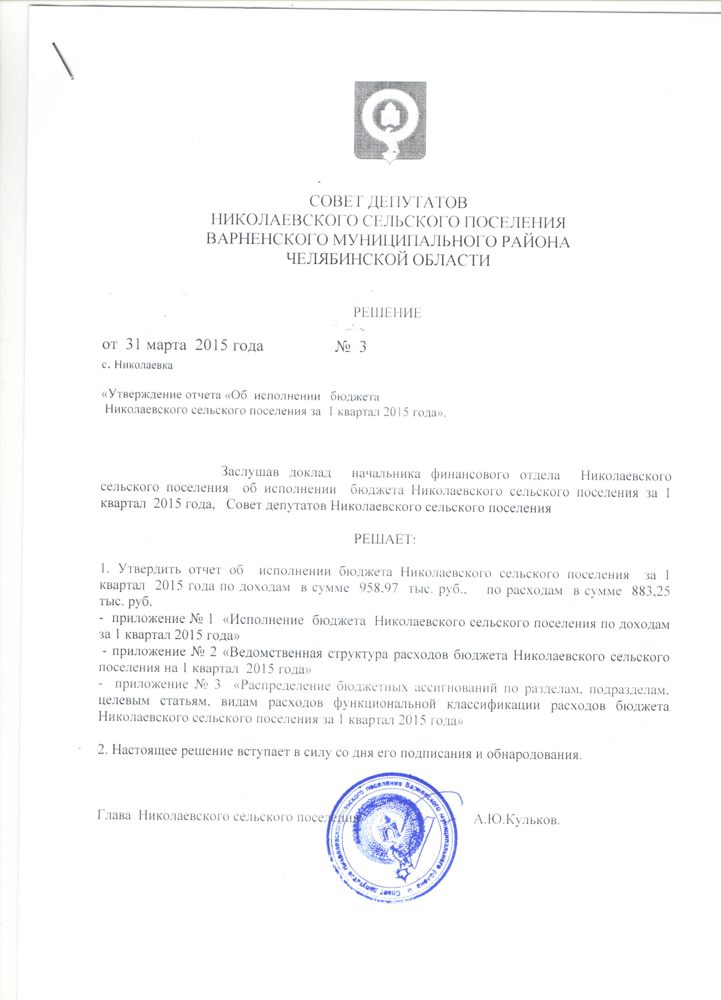 СОВЕТ ДЕПУТАТОВ
НИКОЛАЕВСКОГО СЕЛЬСКОГО ПОСЕЛЕНИЯ
ВАРНЕНСКОГО МУНИЦИПАЛЬНОГО РАЙОНА
ЧЕЛЯБИНСКОЙ ОБЛАСТИ
РЕШЕНИЕ
от 31 марта 2015 года № 3
с. Николаевка
«Утверждение отчета «Об исполнении бюджета
Николаевского сельского поселения за 1 квартал 2015 года».
Заслушав доклад начальника финансового отдела Николаевского
сельского поселения об исполнении бюджета Николаевского сельского поселения за 1
квартал 2015 года, Совет депутатов Николаевского сельского поселения
РЕШАЕТ:
1. Утвердить отчет об исполнении бюджета Николаевского сельского поселения за 1
квартал 2015 года по доходам в сумме 958,97 тыс. руб., по расходам в сумме 883,25
тыс. руб.
- приложение № 1 «Исполнение бюджета Николаевского сельского поселения по доходам
за 1 квартал 2015 года»
- приложение № 2 «Ведомственная структура расходов бюджета Николаевского сельского
поселения на 1 квартал 2015 года»
- приложение № 3 «Распределение бюджетных ассигнований по разделам, подразделам,
целевым статьям, видам расходов функциональной классификации расходов бюджета
Николаевского сельского поселения за 1 квартал 2015 года»
2. Настоящее решение вступает в силу со дня его подписания и обнародования.
Глава Николаевского сельского поселения А.Ю.Кульков.
Совет депутатов Николаевского сельского поселения Варненского муниципального района *